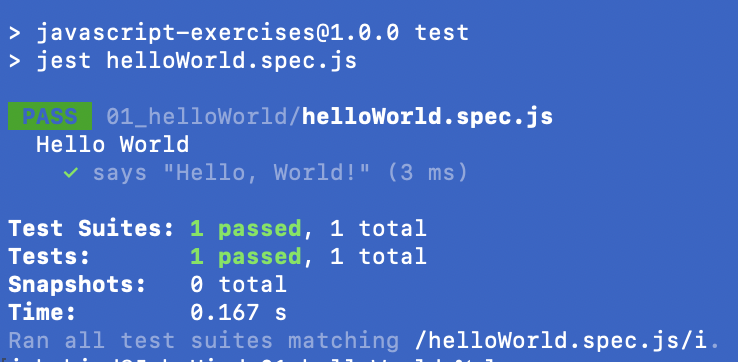 > javascript-exercises@1.0.0 test
> jest helloWorld.spec.js
PASS 01_helloWorld/helloWorld.spec.js
Hello World
✓ says "Hello, World!" (3 ms)
Test Suites: 1 passed, 1 total
Tests: 1 passed, 1 total
Snapshots: 0 total
Time: 0.167 s
Ran all test suites matching /helloWorld.spec.js/i.